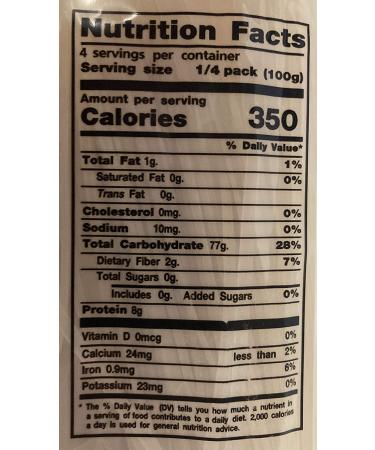 Nutrition Facts
4 servings per container
Serving size 1/4 pack (100g)
Amount per serving
Calories 350
% Daily Value*
Total Fat 1g. 1%
Saturated Fat 0g. 0%
Trans Fat 0g.
Cholesterol 0mg. 0%
Sodium 10mg. 0%
Total Carbohydrate 77g. 28%
Dietary Fiber 2g. 7%
Total Sugars 0g.
Includes 0g. Added Sugars 0%
Protein 8g
Vitamin D 0mcg 0%
Calcium 24mg less than 2%
Iron 0.9mg 6%
Potassium 23mg 0%
* The % Daily Value (DV) tells you how much a nutrient in
a serving of food contributes to a daily diet. 2,000 calories
a day is used for general nutrition advice.